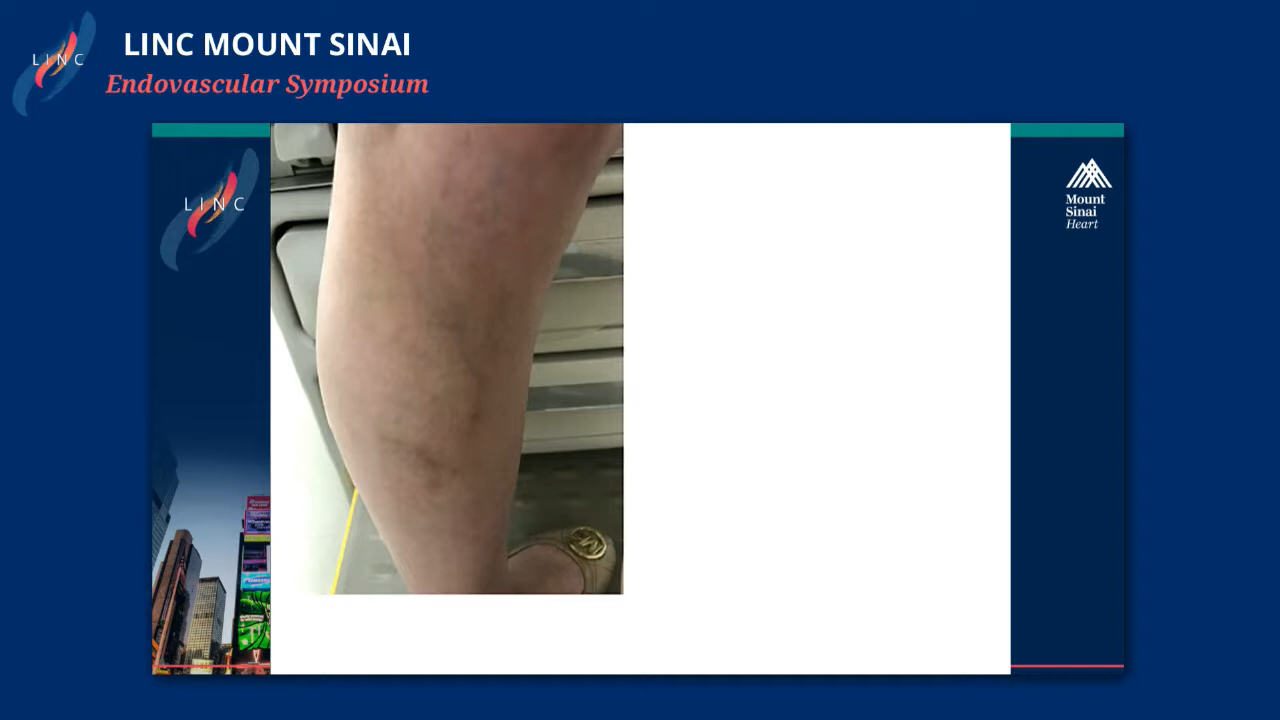 LINC
LINC MOUNT SINAI
Endovascular Symposium
LINC
Mount
Sinai
Heart